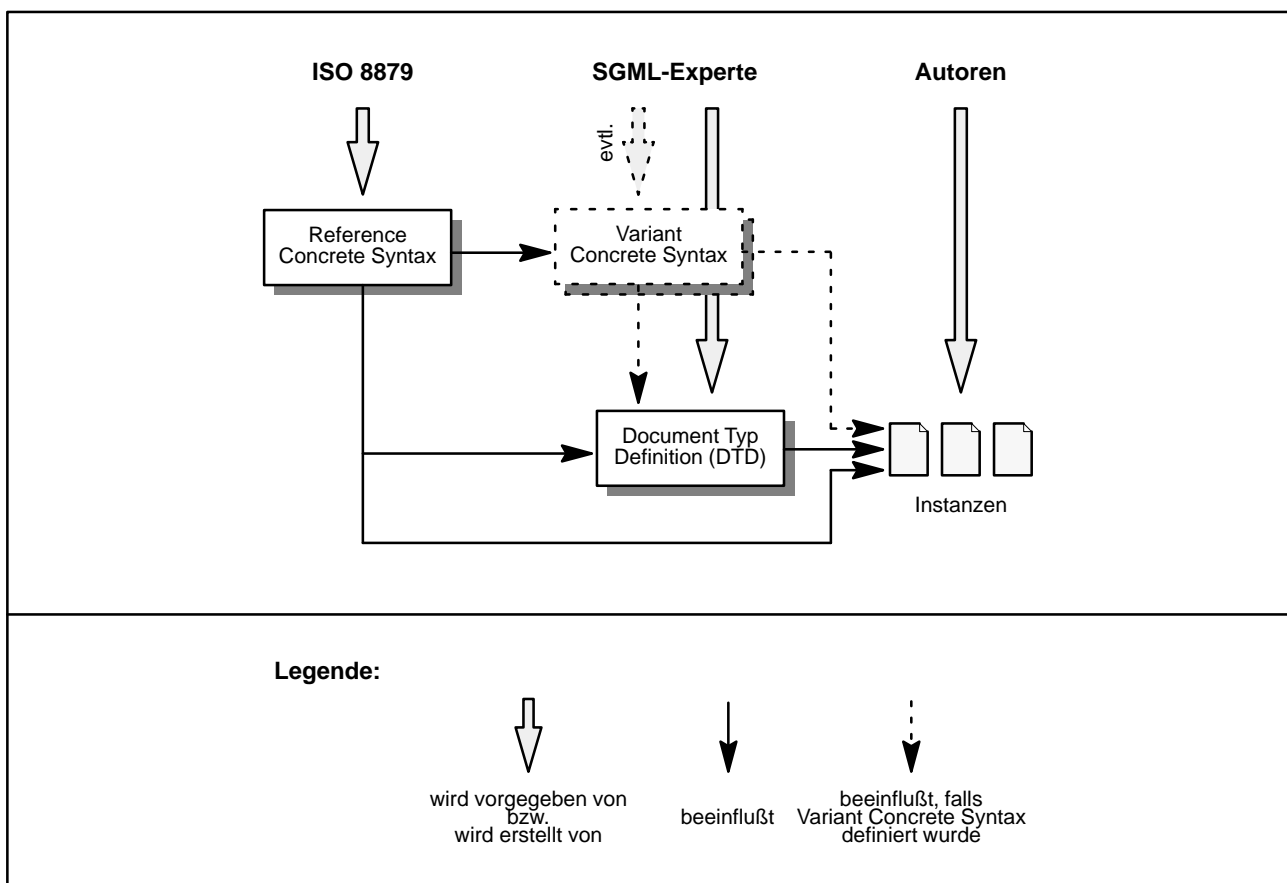 ISO 8879
SGML-Experte
Autoren
evtl.
Reference
Concrete Syntax
Variant
Concrete Syntax
Document Typ
Definition (DTD)
Instanzen
Legende:
wird vorgegeben von
bzw.
wird erstellt von
beeinflußt
beeinflußt, falls
Variant Concrete Syntax
definiert wurde